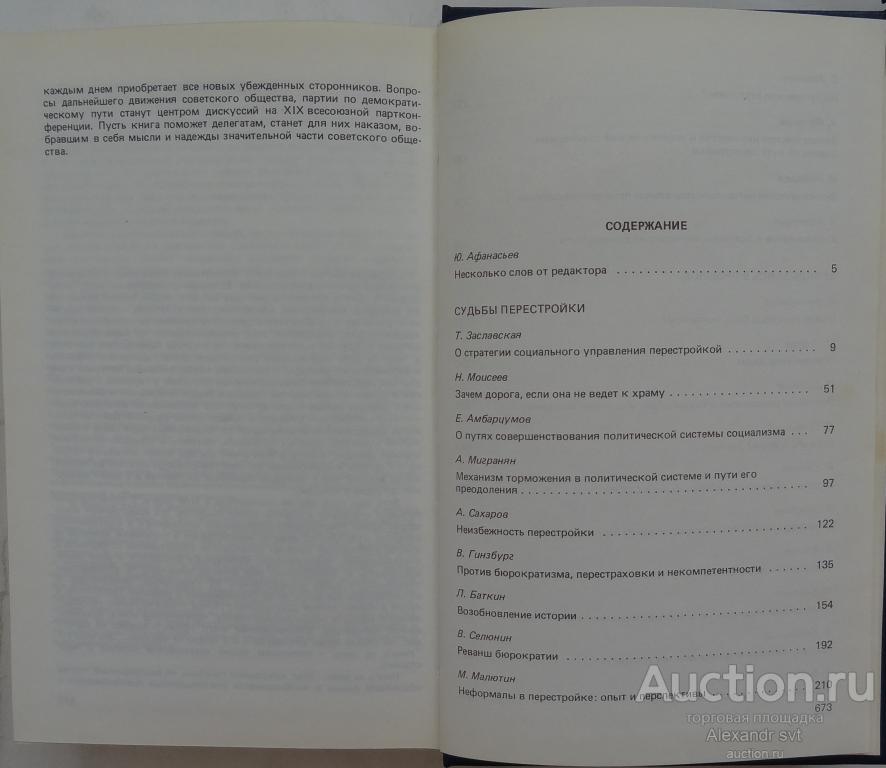 каждым днем приобретает все новых убежденных сторонников. Вопро-
сы дальнейшего движения советского общества, партии по демократи-
ческому пути станут центром дискуссий на XIX всесоюзной партконфе-
ренции. Пусть книга поможет делегатам, станет для них наказом, во-
бравшим в себя мысли и надежды значительной части советского обще-
ства.
СОДЕРЖАНИЕ
Ю. Афанасьев
Несколько слов от редактора . . . . . . . . . . . . . . . . . . . . . . 5
СУДЬБЫ ПЕРЕСТРОЙКИ
Т. Заславская
О стратегии социального управления перестройкой . . . . . . . . . . . . 9
Н. Моисеев
Зачем дорога, если она не ведет к храму . . . . . . . . . . . . . . . . . . 51
Е. Амбарцумов
О путях совершенствования политической системы социализма . . . 77
А. Мигранян
Механизм торможения в политической системе и пути его
преодоления . . . . . . . . . . . . . . . . . . . . . . . . . . . . . . 97
А. Сахаров
Неизбежность перестройки . . . . . . . . . . . . . . . . . . . . . . 122
В. Гинзбург
Против бюрократизма, перестраховки и некомпетентности . . . . . . 135
Л. Баткин
Возобновление истории . . . . . . . . . . . . . . . . . . . . . . . . 154
В. Селюнин
Реванш бюрократии . . . . . . . . . . . . . . . . . . . . . . . . . . 192
М. Малютин
Неформалы в перестройке: опыт и перспективы . . . . . . . . . . . 210
673
Auction.ru
торговая площадка
Alexandr svt
auction.ru